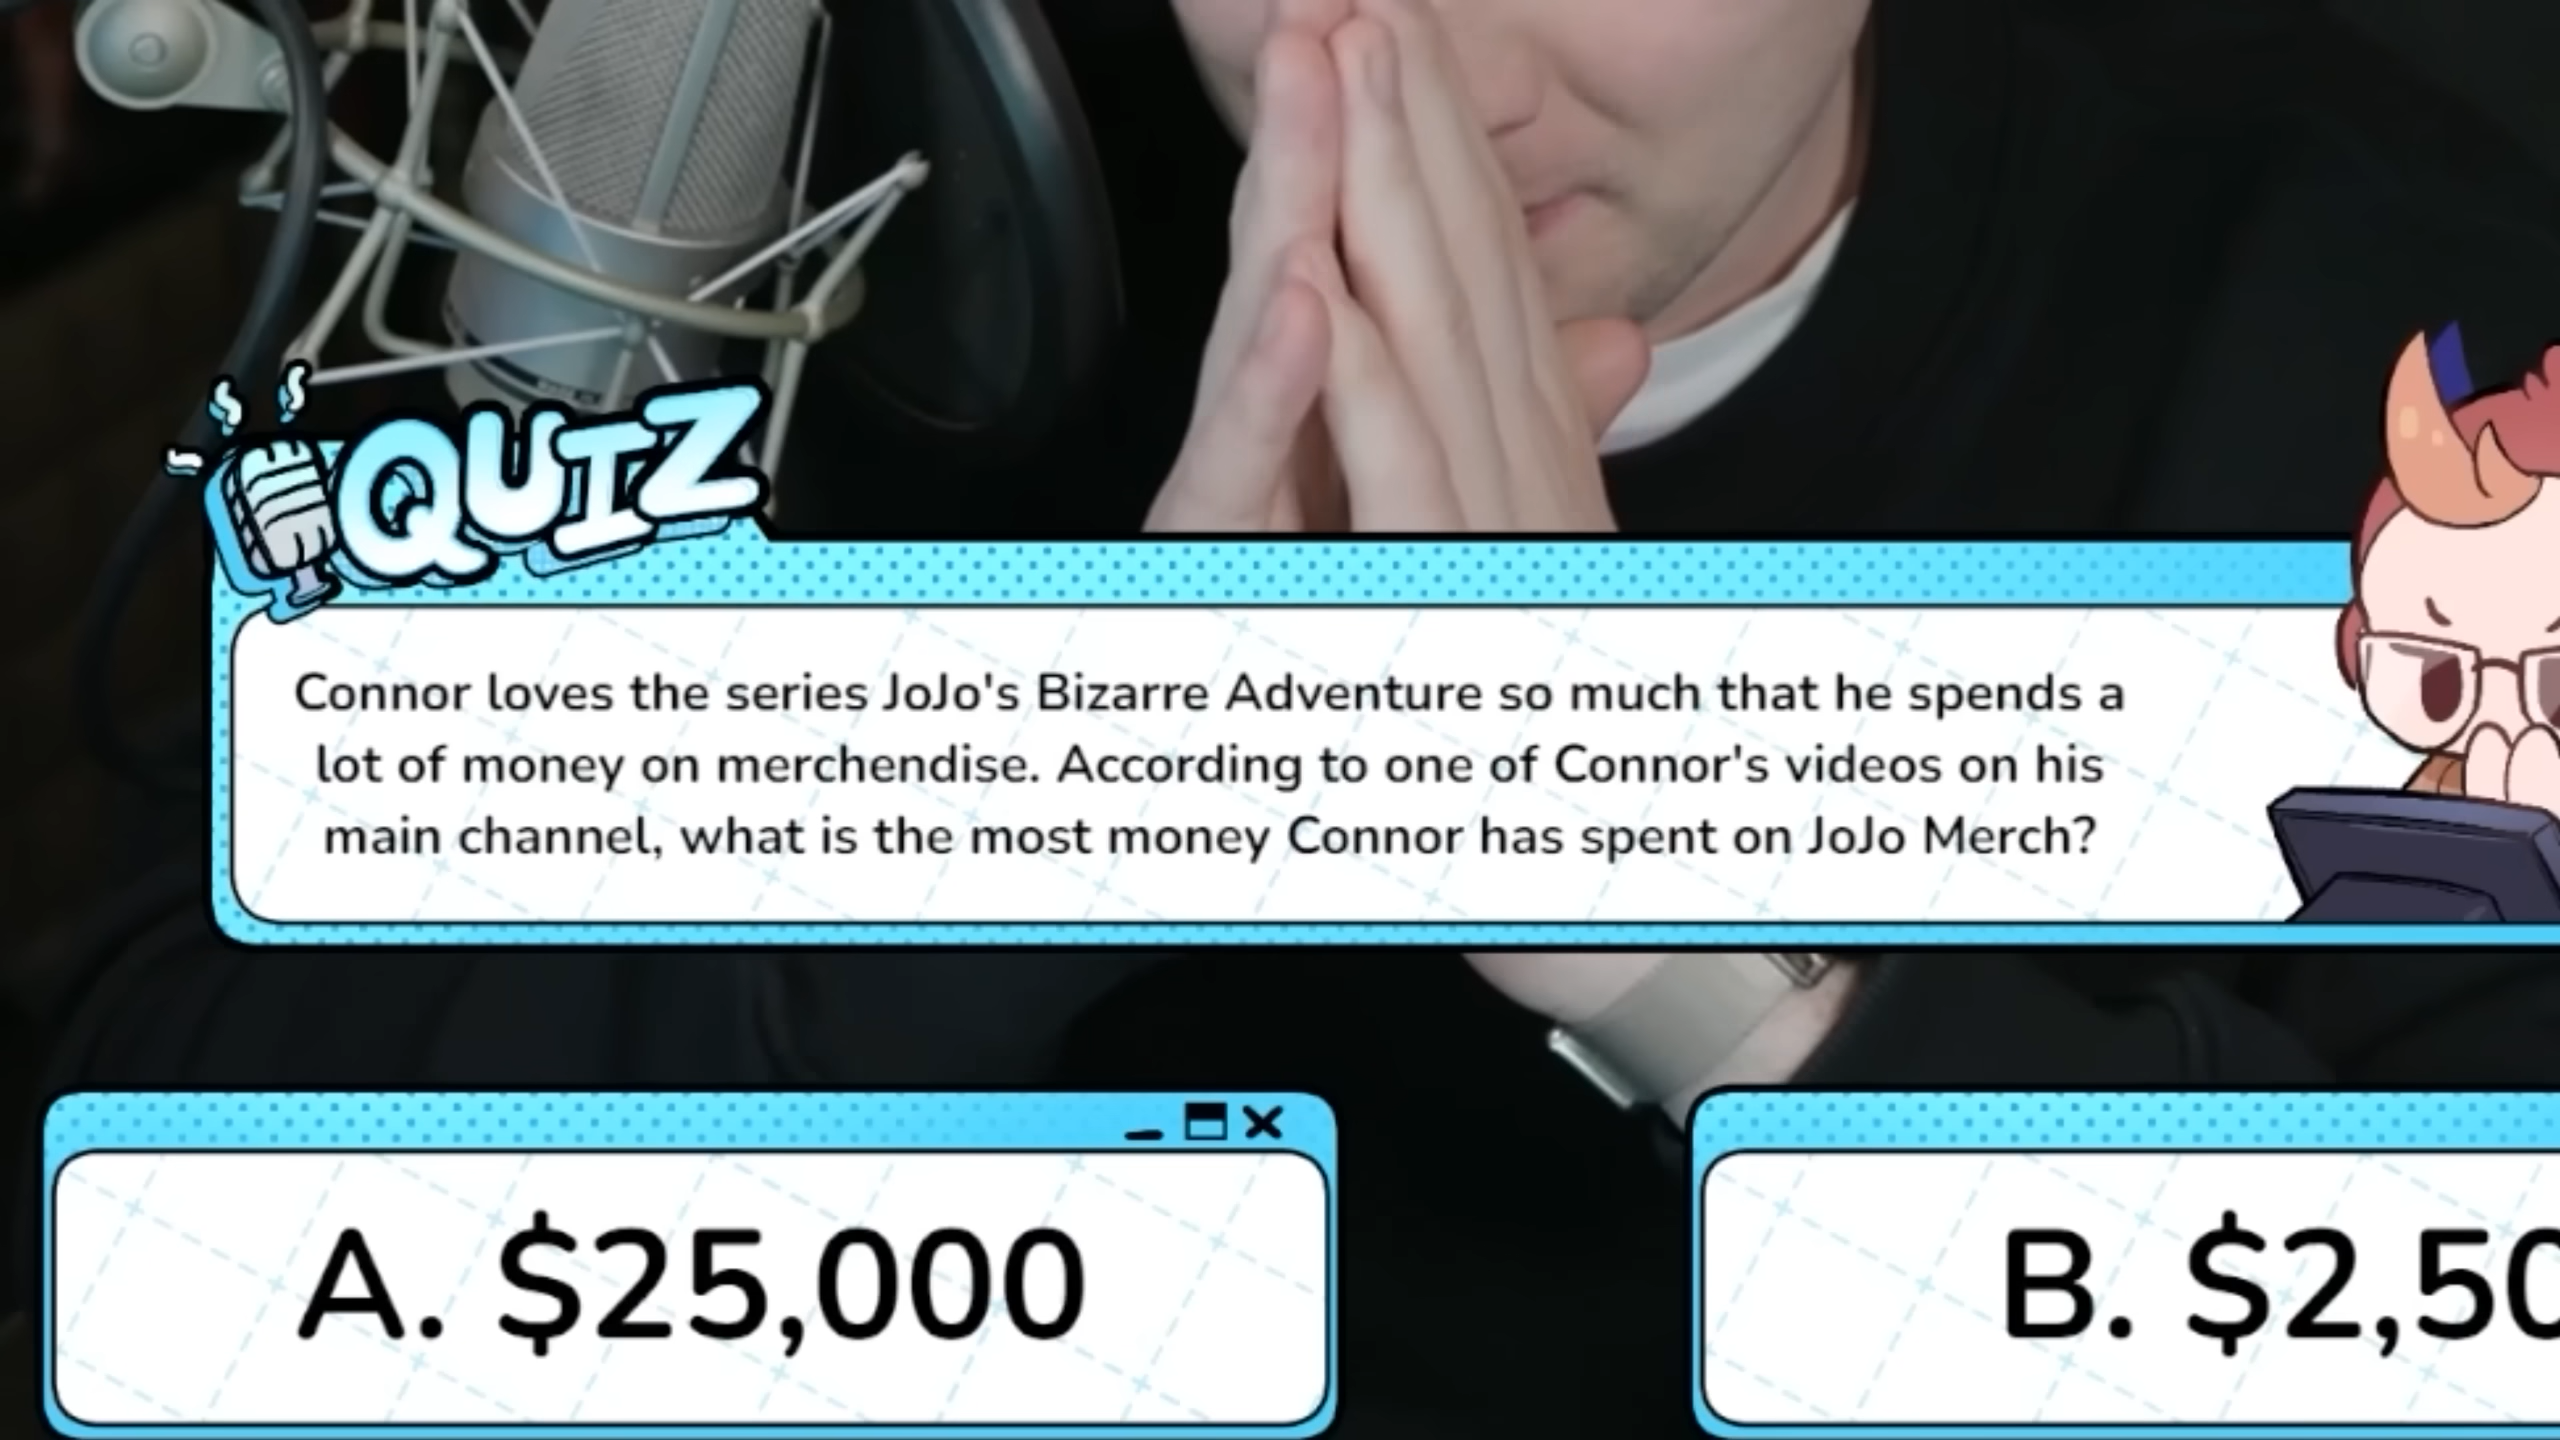 QUIZ
Connor loves the series JoJo's Bizarre Adventure so much that he spends a
lot of money on merchendise. According to one of Connor's videos on his
main channel, what is the most money Connor has spent on JoJo Merch?
A. $25,000
B. $2,50